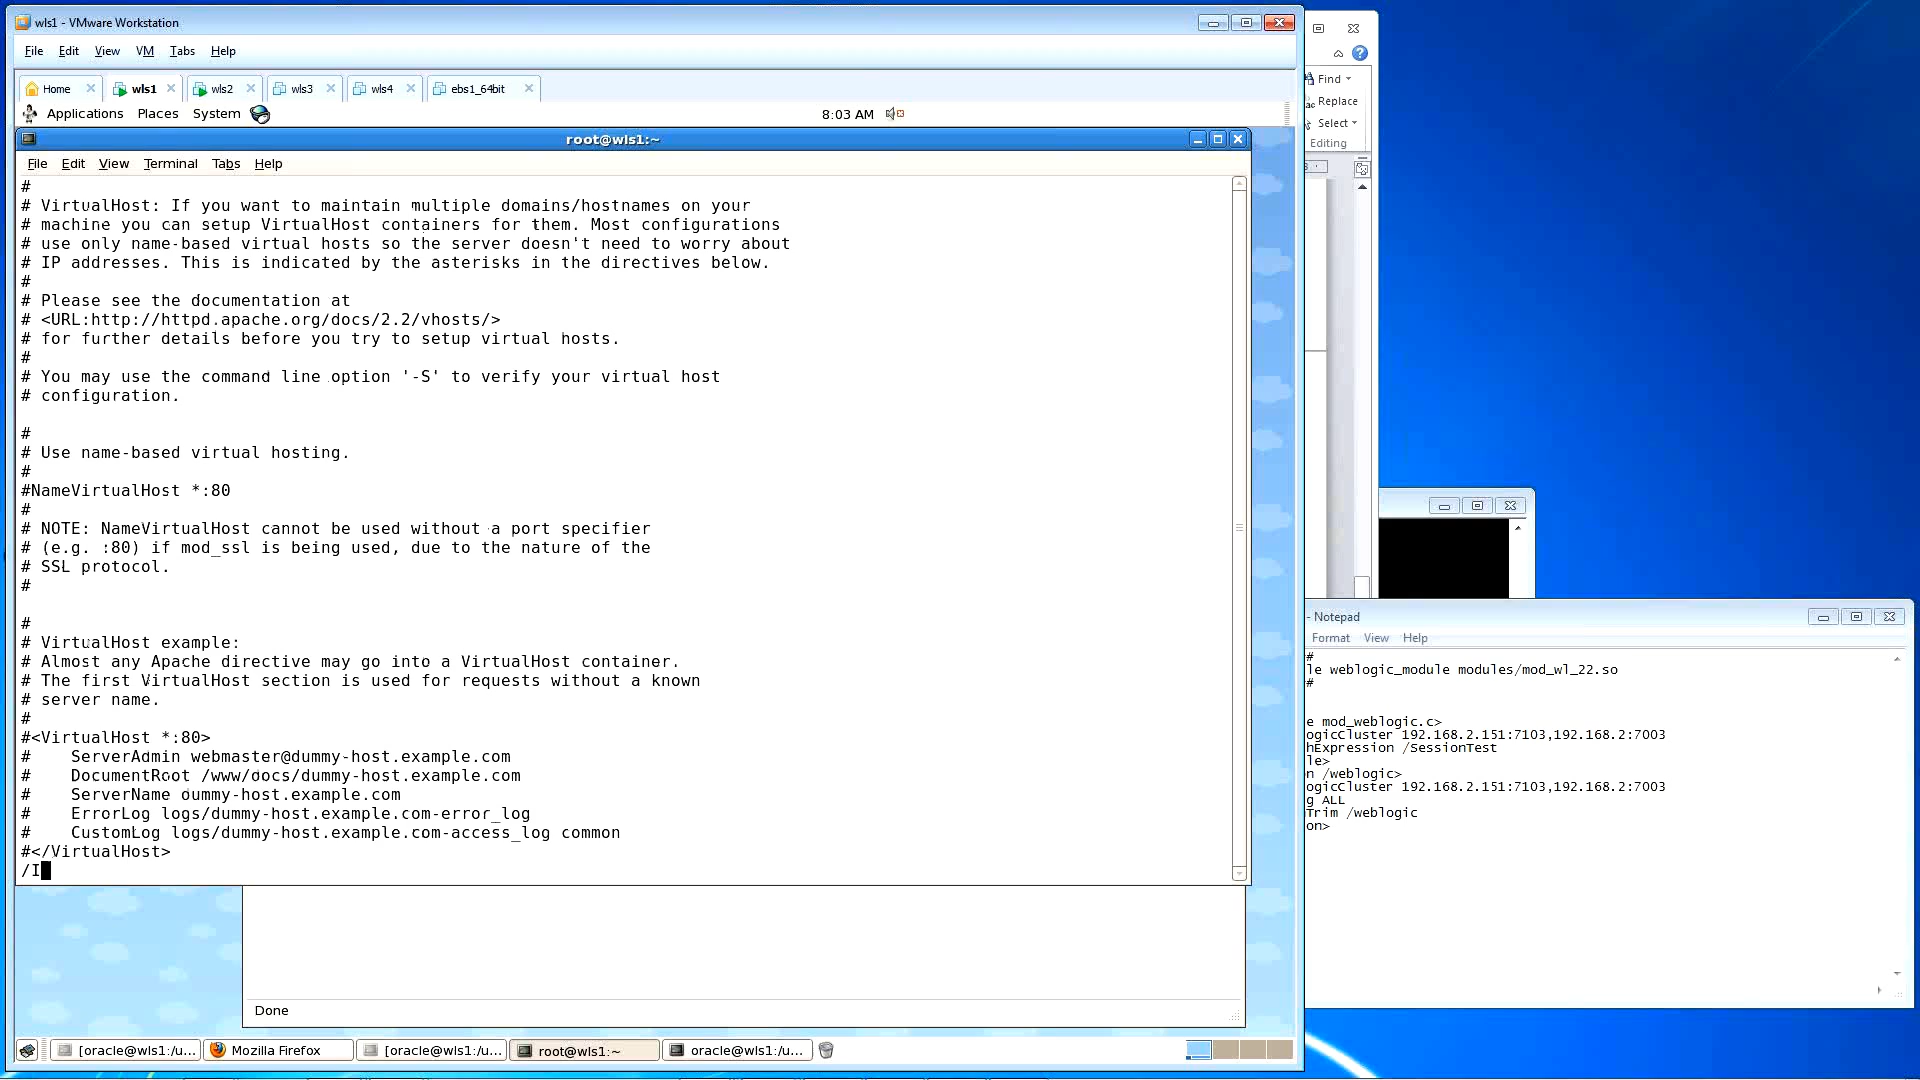 wls1 - VMware Workstation
File Edit View VM Tabs Help
Home wls1 wls2 wls3 wls4 ebs1_64bit
Applications Places System 8:03 AM
root@wls1:~
File Edit View Terminal Tabs Help
#
# VirtualHost: If you want to maintain multiple domains/hostnames on your
# machine you can setup VirtualHost containers for them. Most configurations
# use only name-based virtual hosts so the server doesn't need to worry about
# IP addresses. This is indicated by the asterisks in the directives below.
#
# Please see the documentation at
# <URL:http://httpd.apache.org/docs/2.2/vhosts/>
# for further details before you try to setup virtual hosts.
#
# You may use the command line option '-S' to verify your virtual host
# configuration.
#
# Use name-based virtual hosting.
#
#NameVirtualHost *:80
#
# NOTE: NameVirtualHost cannot be used without a port specifier
# (e.g. :80) if mod_ssl is being used, due to the nature of the
# SSL protocol.
#
#
# VirtualHost example:
# Almost any Apache directive may go into a VirtualHost container.
# The first VirtualHost section is used for requests without a known
# server name.
#
#<VirtualHost *:80>
#    ServerAdmin webmaster@dummy-host.example.com
#    DocumentRoot /www/docs/dummy-host.example.com
#    ServerName dummy-host.example.com
#    ErrorLog logs/dummy-host.example.com-error_log
#    CustomLog logs/dummy-host.example.com-access_log common
#</VirtualHost>
/I
Done
[oracle@wls1:/u... Mozilla Firefox [oracle@wls1:/u... root@wls1:~ oracle@wls1:/u...
Find
Replace
Select
Editing
- Notepad
Format View Help
#
le weblogic_module modules/mod_wl_22.so
#
e mod_weblogic.c>
ogicCluster 192.168.2.151:7103,192.168.2:7003
hExpression /SessionTest
le>
n /weblogic>
ogicCluster 192.168.2.151:7103,192.168.2:7003
g ALL
Trim /weblogic
on>